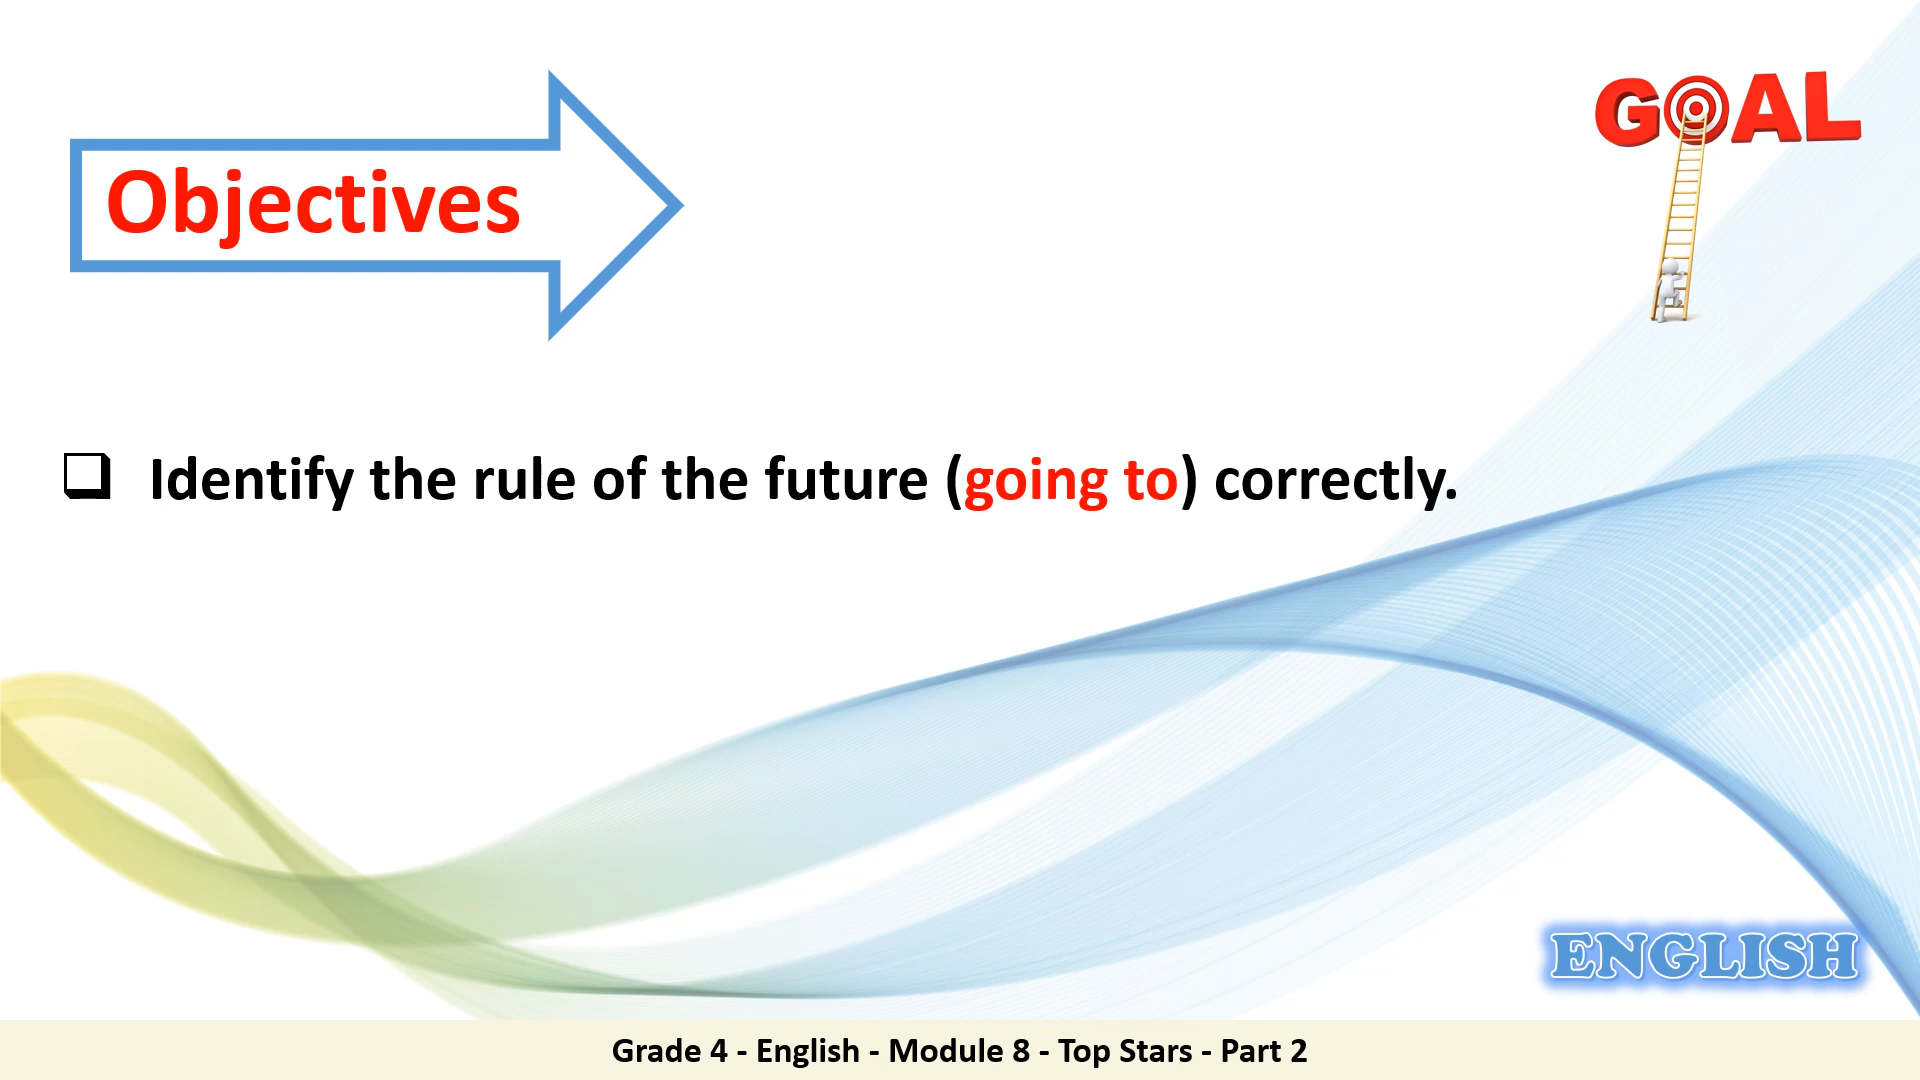 GOAL
Objectives
❑ Identify the rule of the future (going to) correctly.
ENGLISH
Grade 4 - English - Module 8 - Top Stars - Part 2